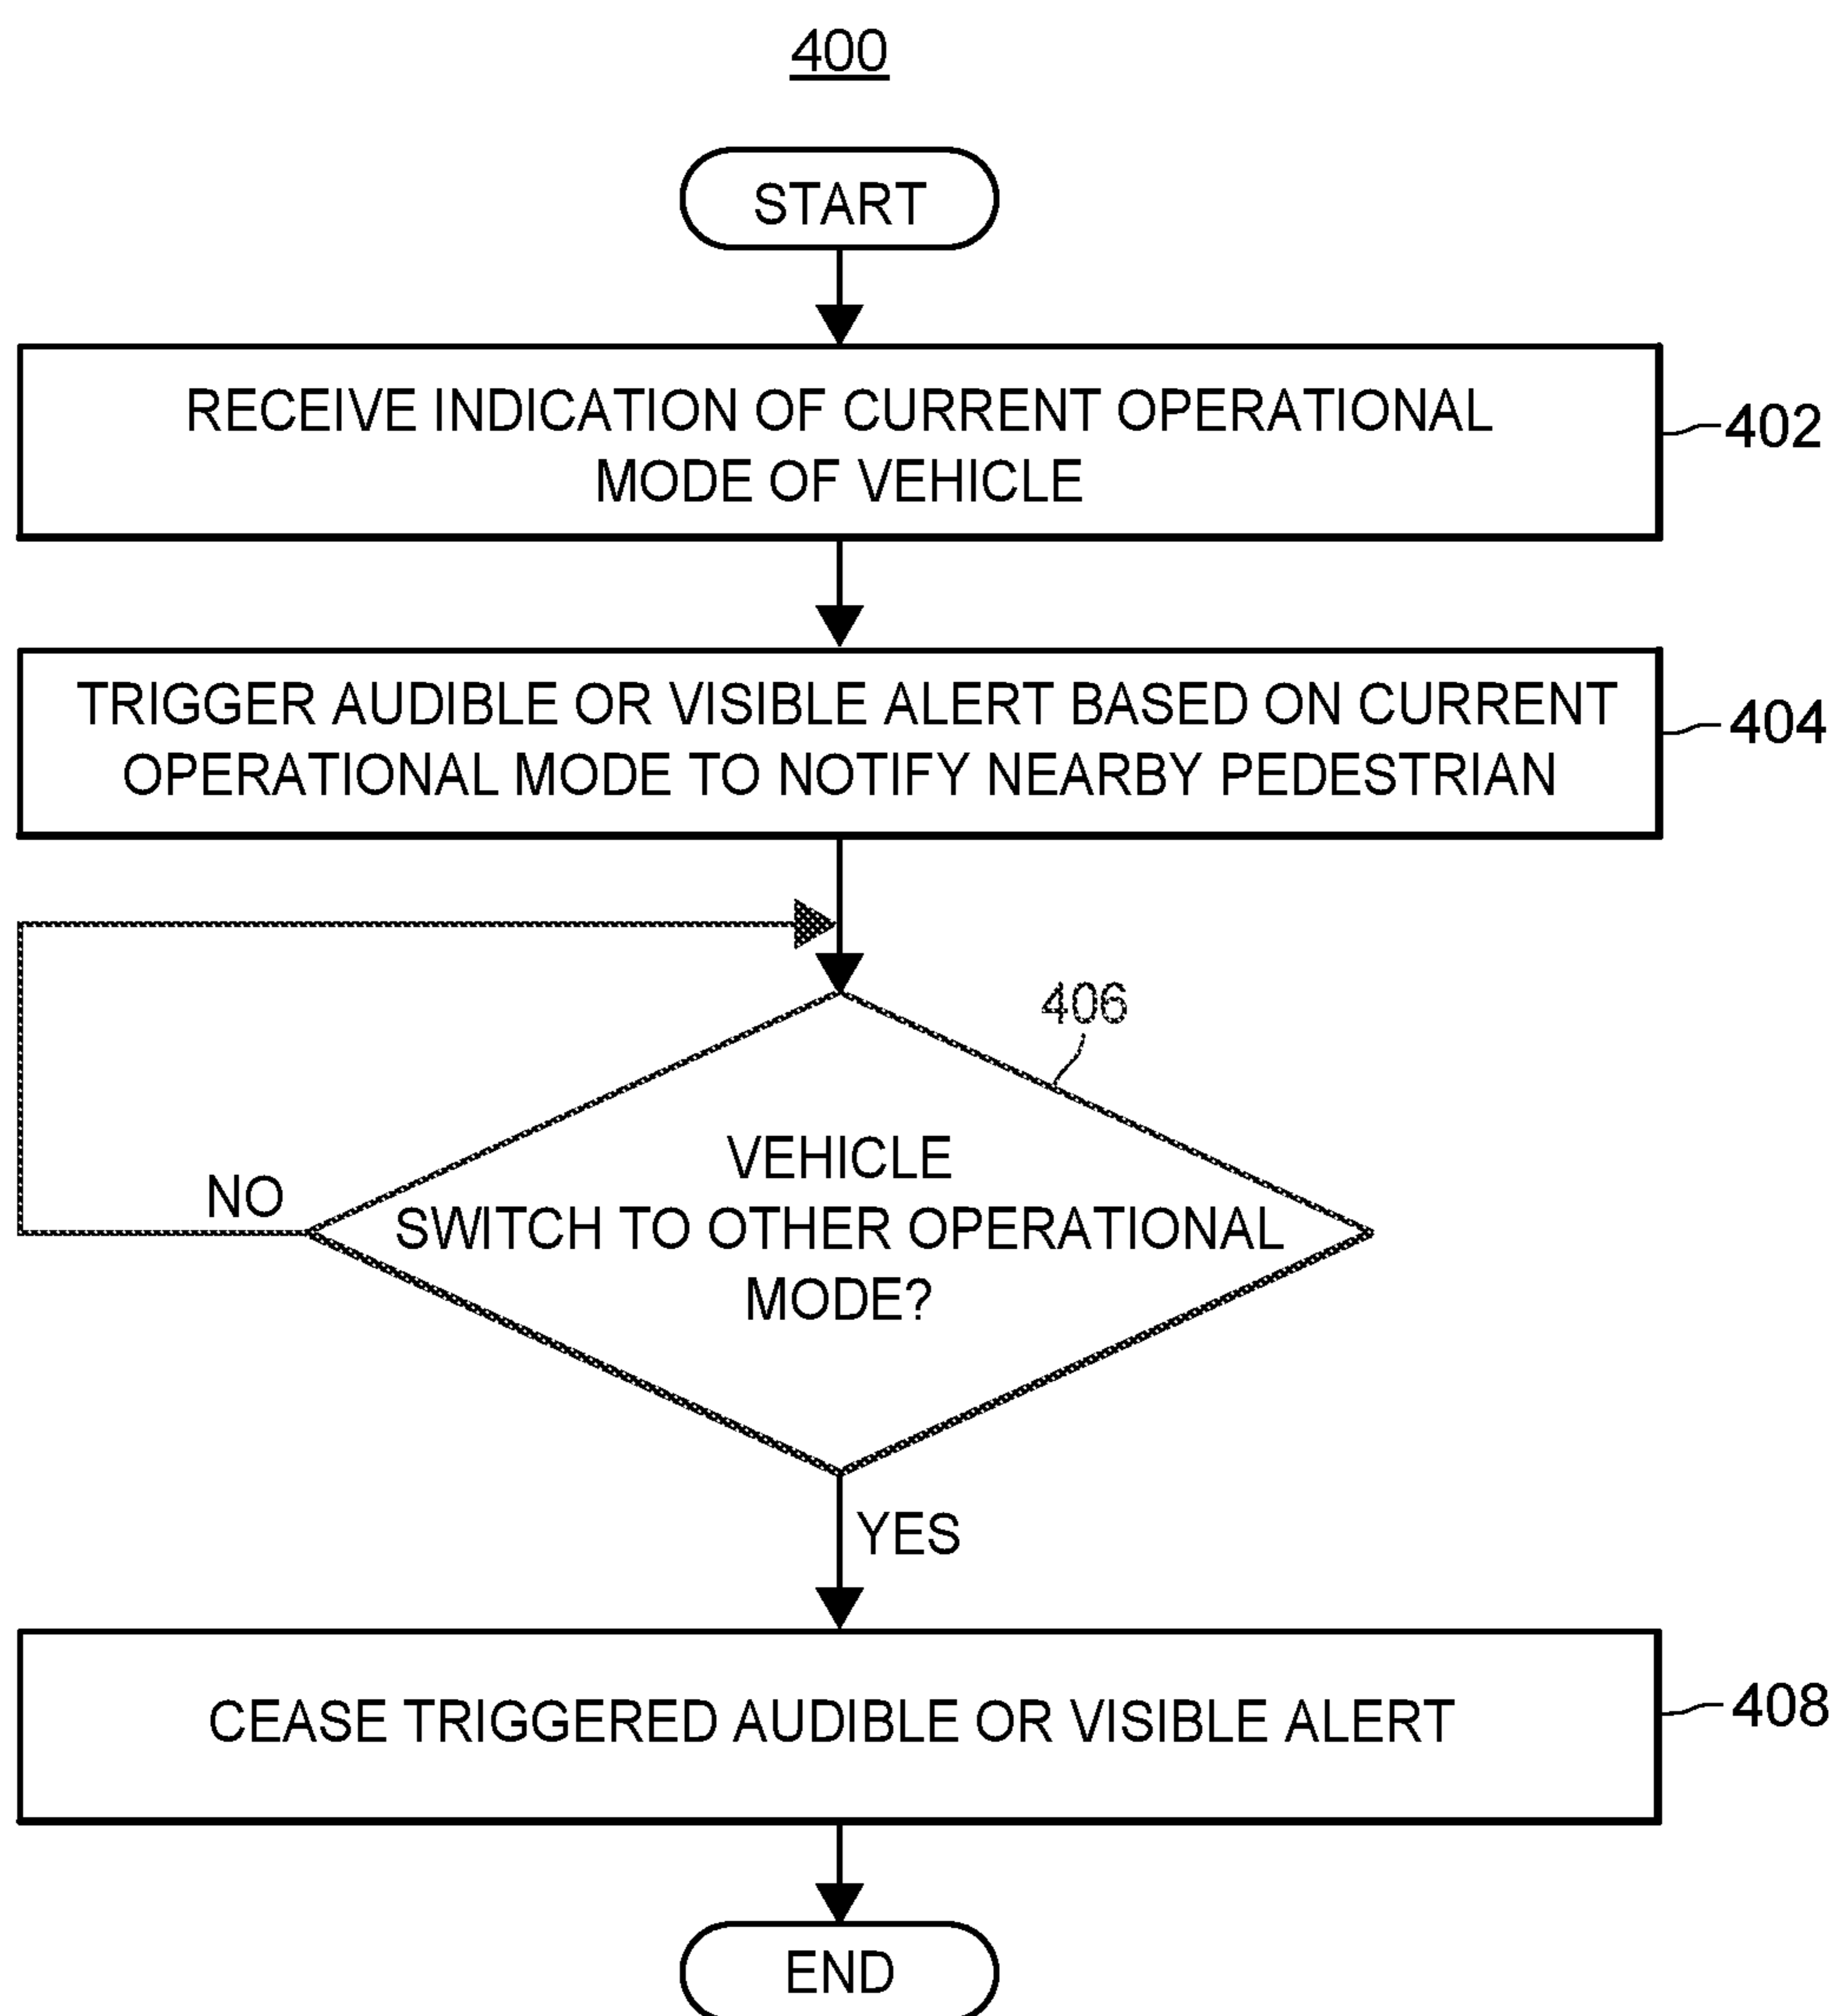 400
START
RECEIVE INDICATION OF CURRENT OPERATIONAL
MODE OF VEHICLE
402
TRIGGER AUDIBLE OR VISIBLE ALERT BASED ON CURRENT
OPERATIONAL MODE TO NOTIFY NEARBY PEDESTRIAN
404
406
VEHICLE
SWITCH TO OTHER OPERATIONAL
MODE?
NO
YES
CEASE TRIGGERED AUDIBLE OR VISIBLE ALERT
408
END